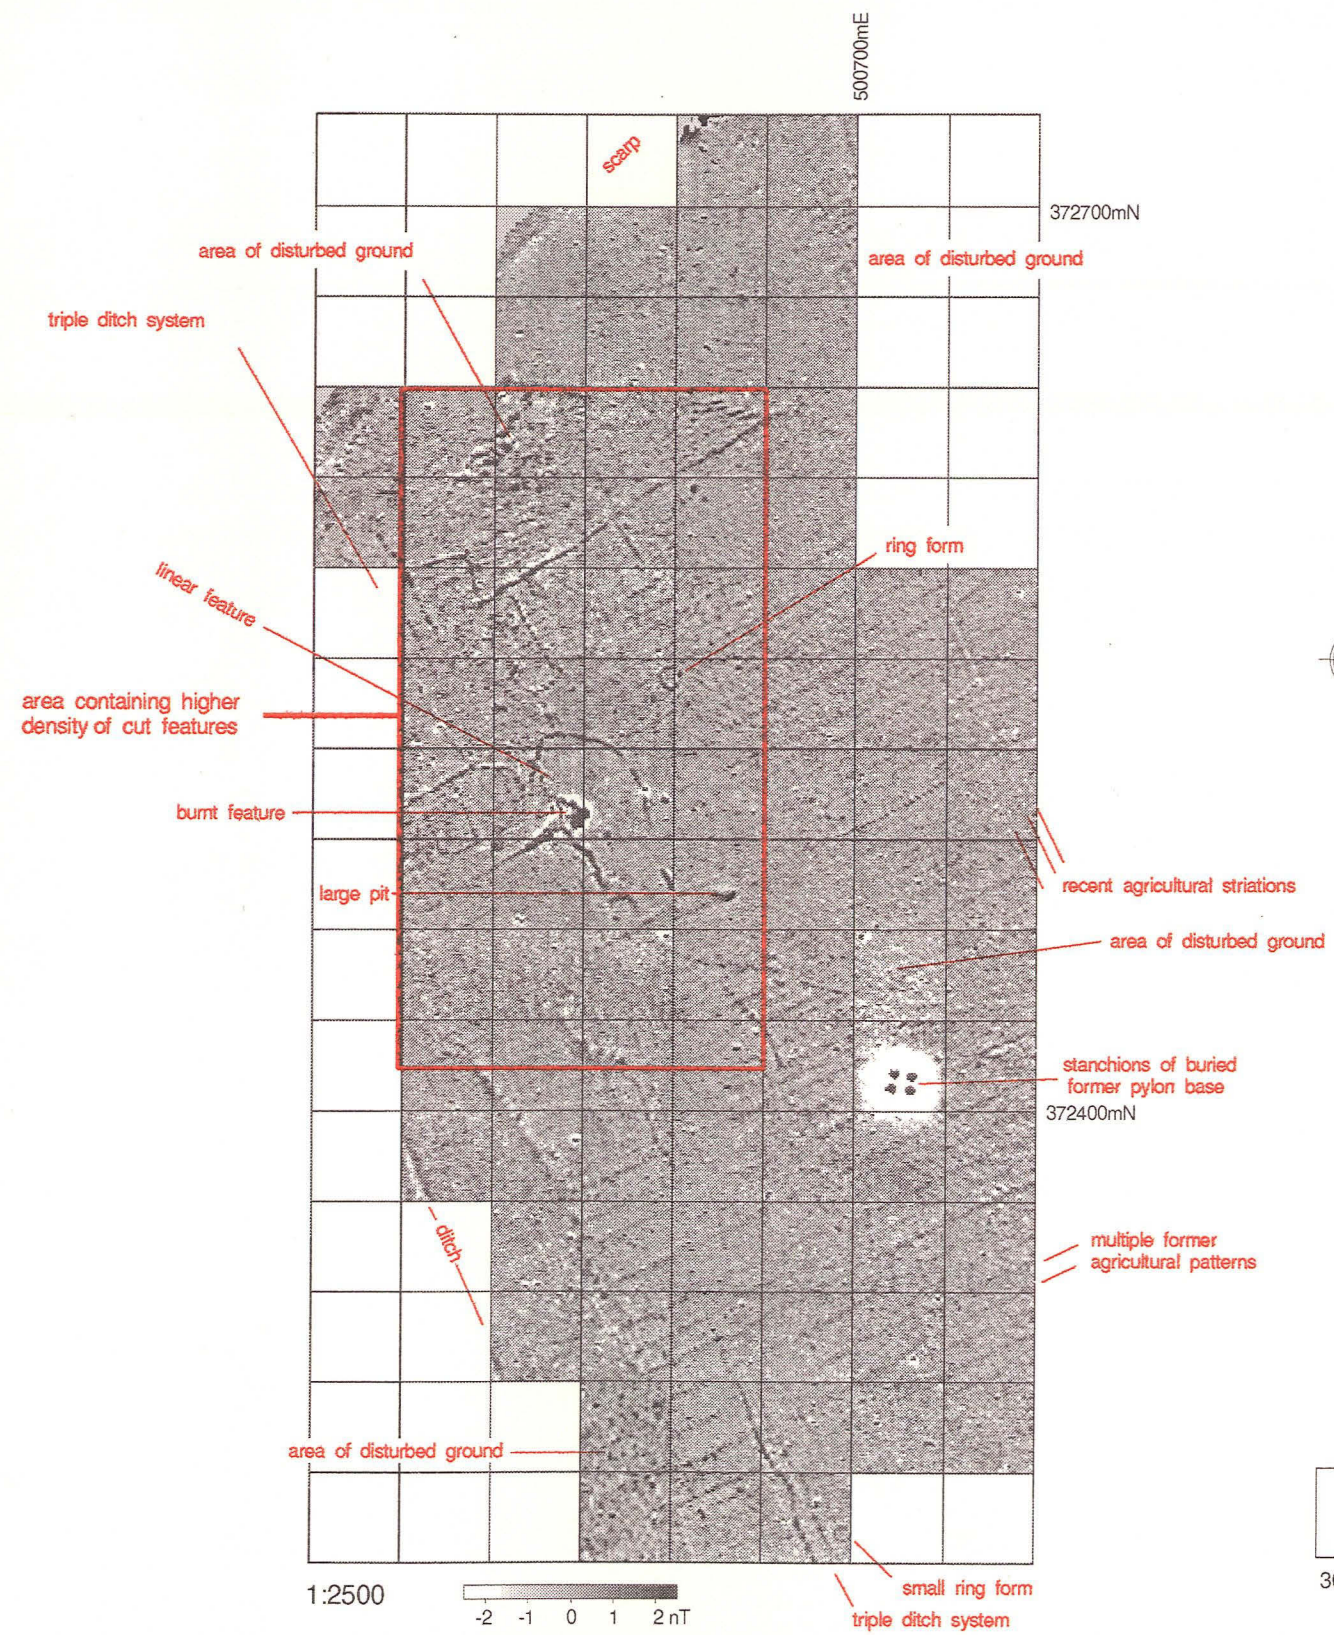 500700mE
scarp
372700mN
area of disturbed ground
area of disturbed ground
triple ditch system
ring form
linear feature
area containing higher
density of cut features
burnt feature
large pit
recent agricultural striations
area of disturbed ground
stanchions of buried
former pylon base
372400mN
ditch
multiple former
agricultural patterns
area of disturbed ground
1:2500
-2 -1 0 1 2 nT
small ring form
triple ditch system